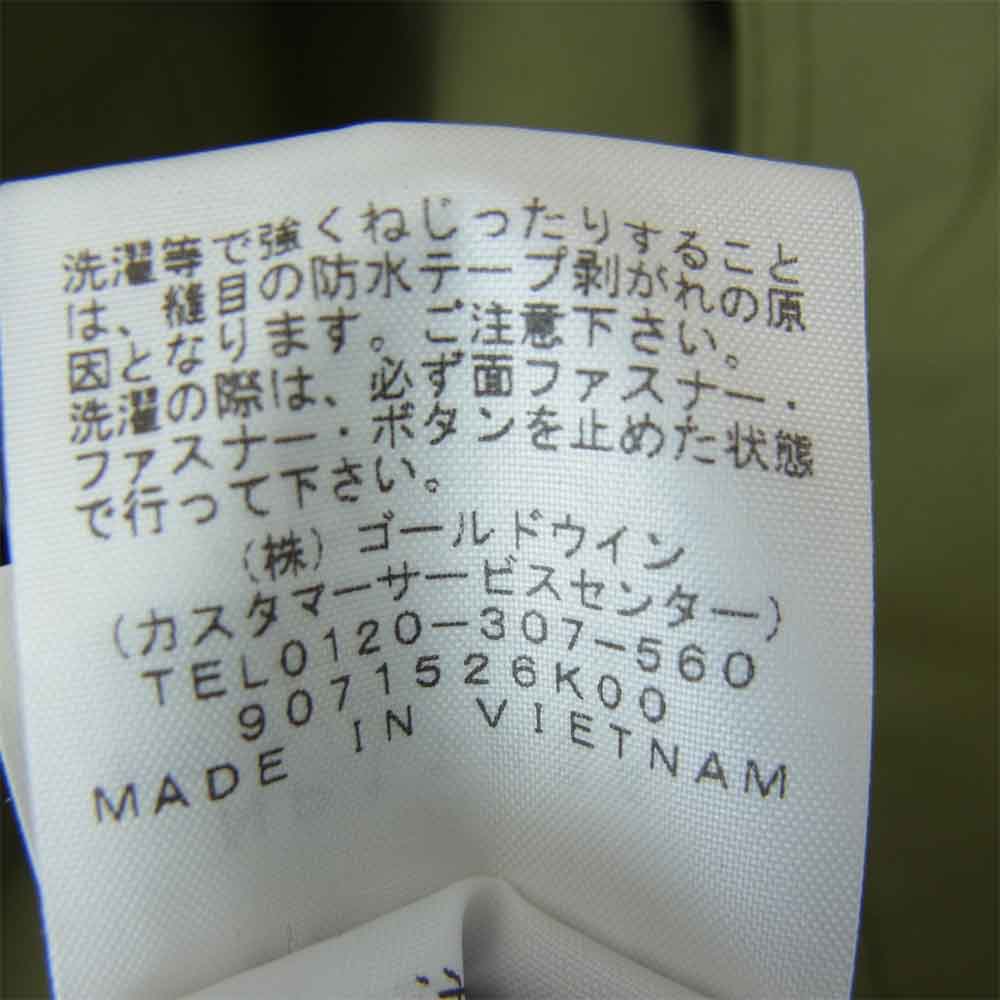 洗濯等で強くねじったりすること
は、縫目の防水テープ剥がれの原
因となります。ご注意下さい。
洗濯の際は、必ず面ファスナー・
ファスナー・ボタンを止めた状態
で行って下さい。
(株)ゴールドウイン
(カスタマーサービスセンター)
TEL0120-307-560
9071526K00
MADE IN VIETNAM